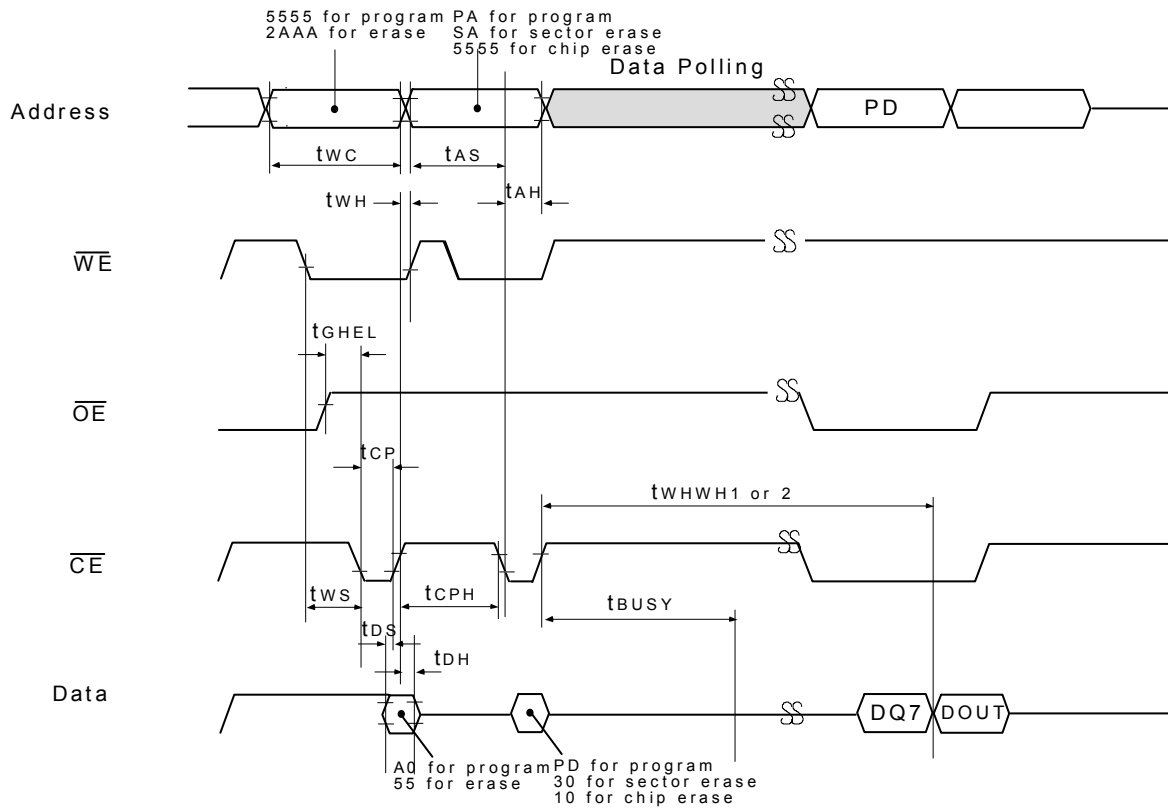 5555 for program
2AAA for erase
PA for program
SA for sector erase
5555 for chip erase
Data Polling
Address
PD
tWC
tAS
tAH
tWH
WE
tGHEL
OE
tCP
tWHWH1 or 2
CE
tWS
tCPH
tBUSY
tDS
tDH
Data
DQ7
DOUT
A0 for program
55 for erase
PD for program
30 for sector erase
10 for chip erase